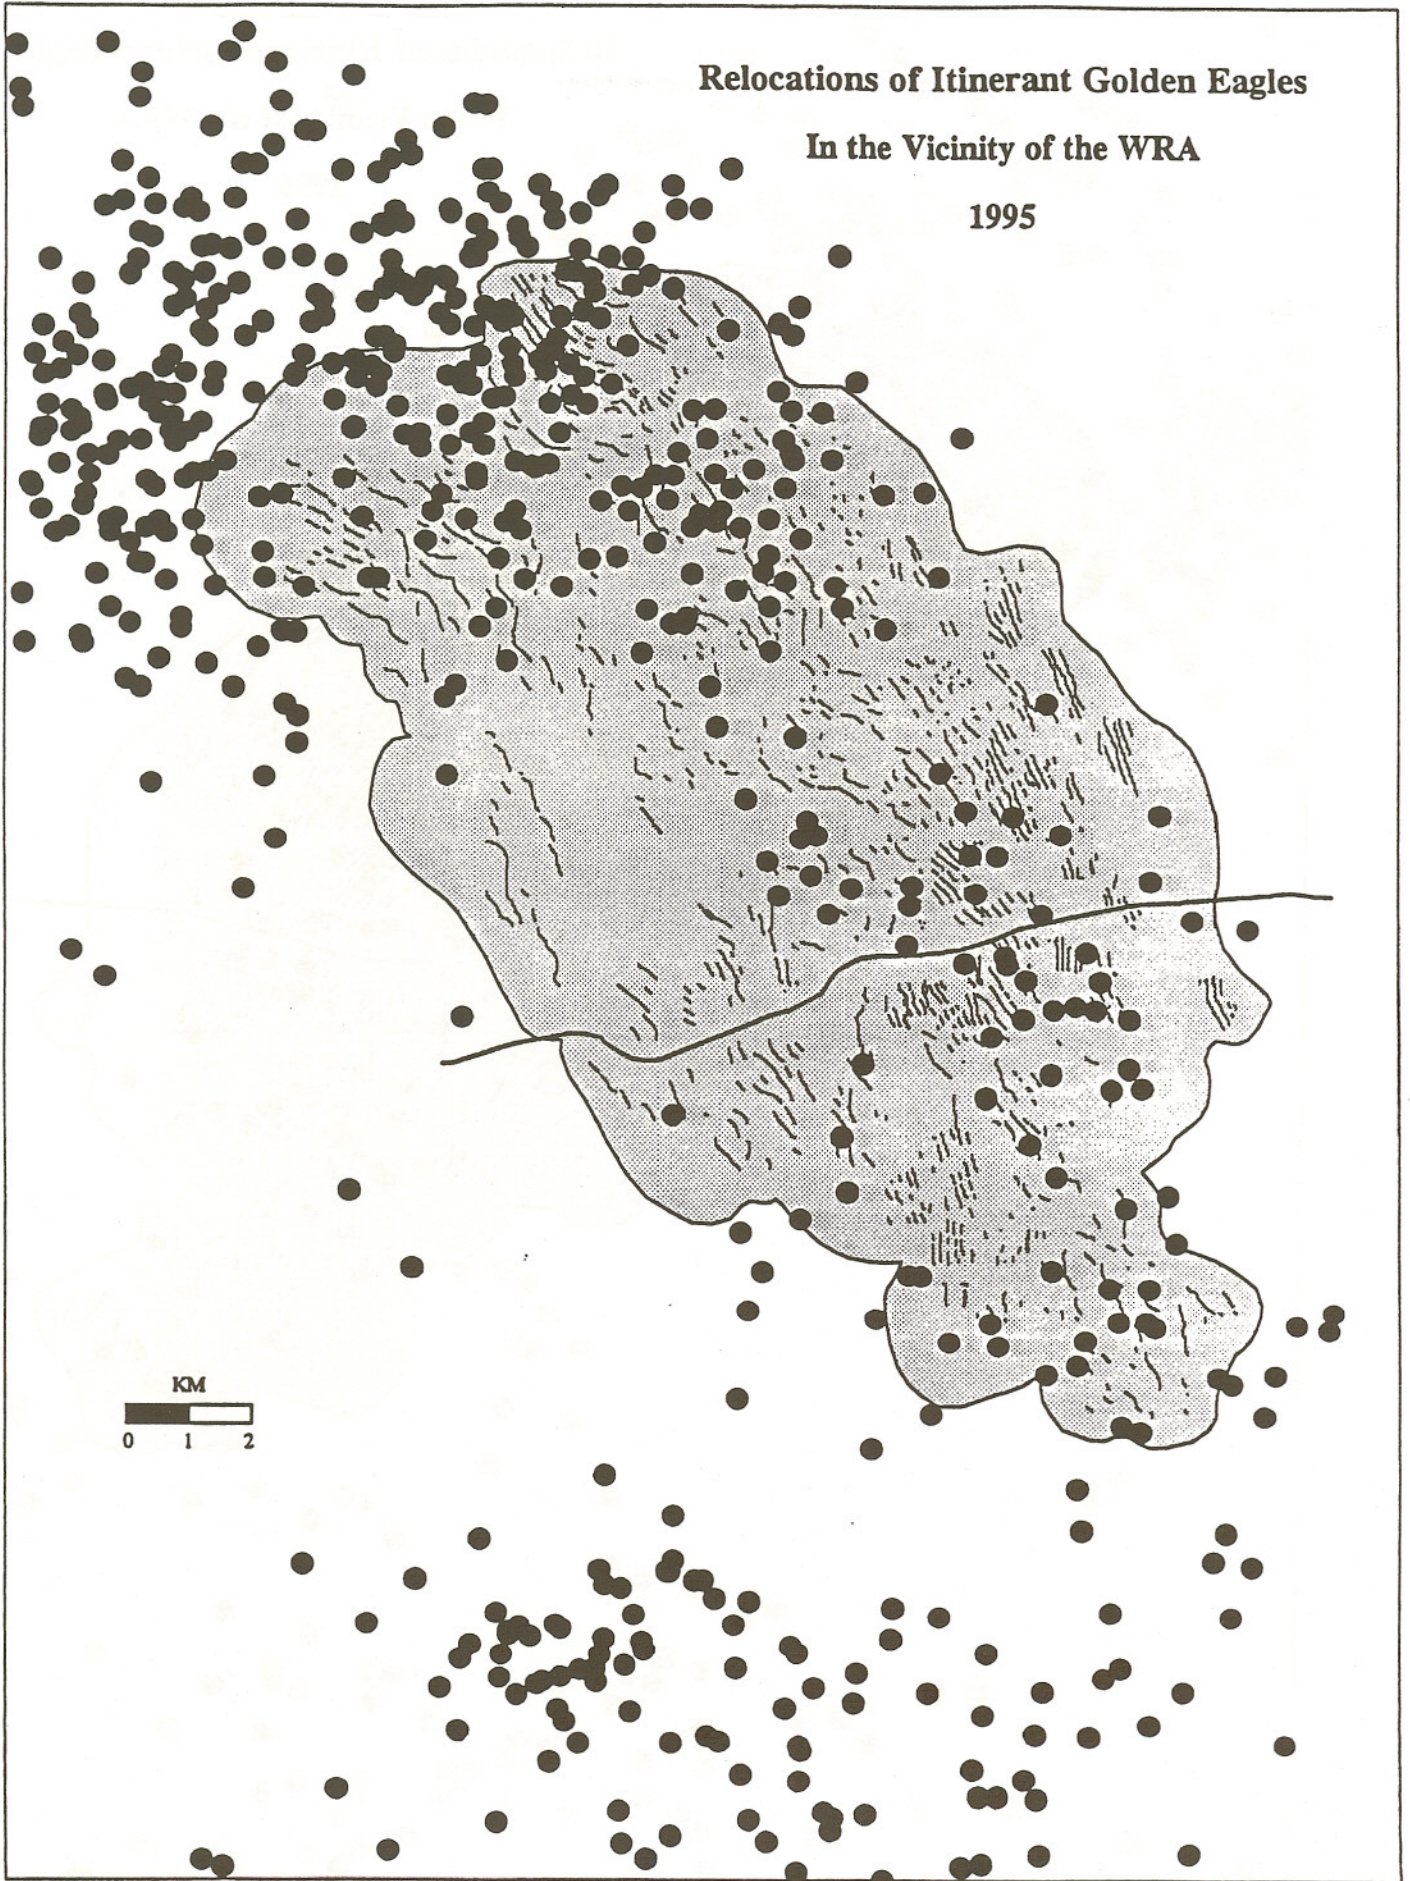 Relocations of Itinerant Golden Eagles
In the Vicinity of the WRA
1995
KM
0 1 2